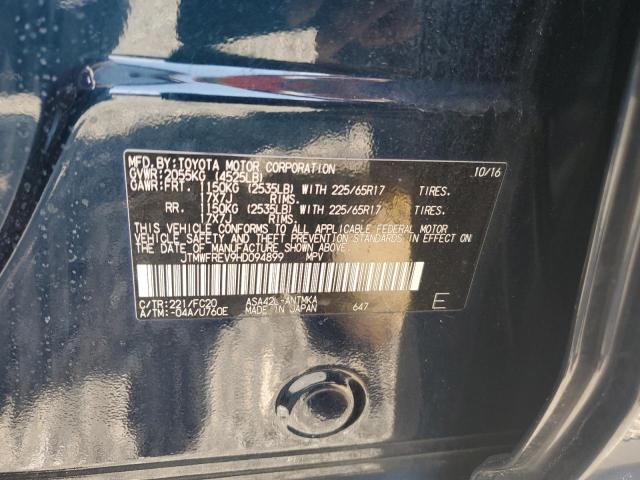 MFD.BY:TOYOTA MOTOR CORPORATION 10/16
GVWR:2055KG (4525LB)
GAWR:FRT. 1150KG (2535LB) WITH 225/65R17 TIRES.
17X7J RIMS.
RR. 1150KG (2535LB) WITH 225/65R17 TIRES.
17X7J RIMS.
THIS VEHICLE CONFORMS TO ALL APPLICABLE FEDERAL MOTOR
VEHICLE SAFETY AND THEFT PREVENTION STANDARDS IN EFFECT
ON THE DATE OF MANUFACTURE SHOWN ABOVE.
JTMWFREV9HD094899 MPV
C/TR:221/FC20 ASA42L-ANTMKA
A/TM:-04A/U760E MADE IN JAPAN 647 E